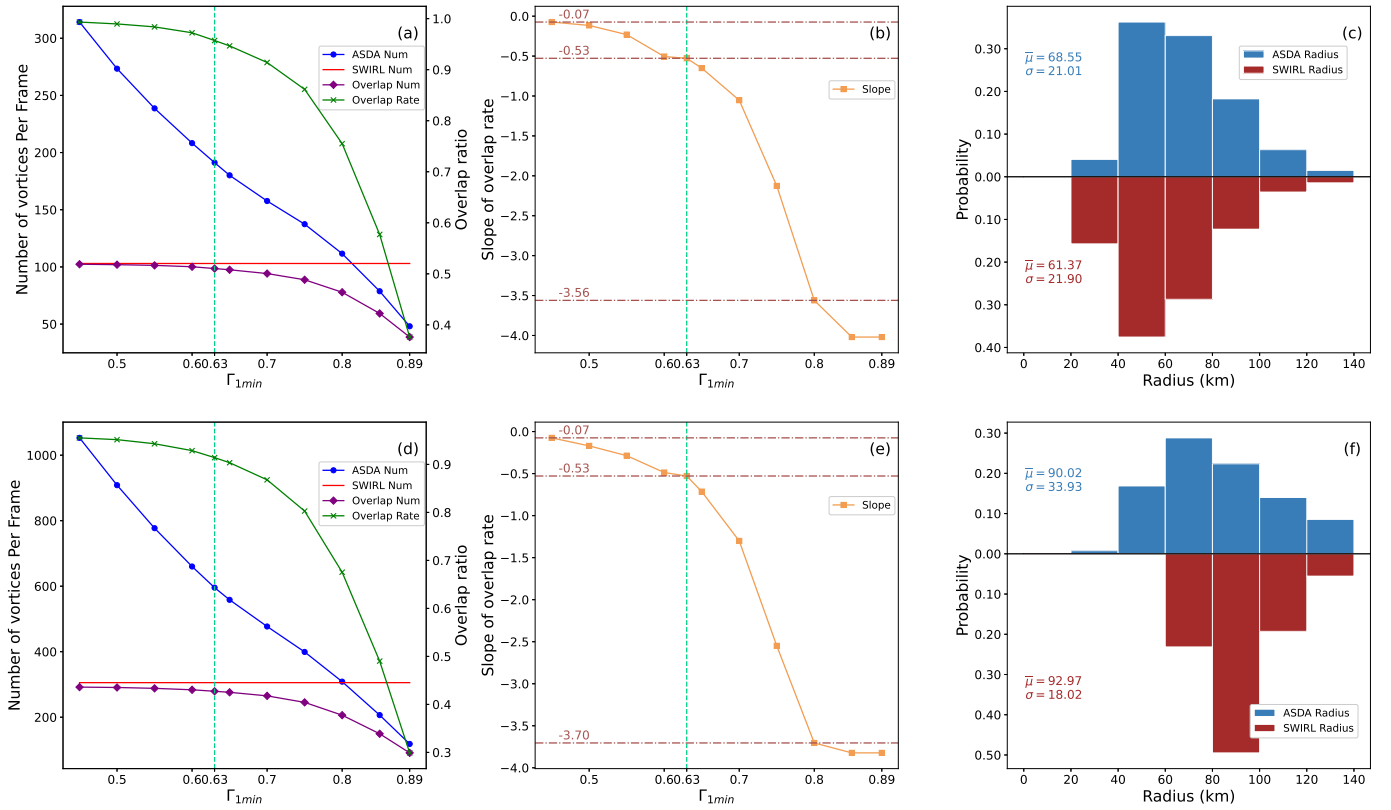 (a)
Number of vortices Per Frame
300
250
200
150
100
50
ASDA Num
SWIRL Num
Overlap Num
Overlap Rate
1.0
0.9
0.8
0.7
0.6
0.5
0.4
Overlap ratio
0.5 0.60 0.63 0.7 0.8 0.89
Γ1min
(b)
Slope of overlap rate
0.0
−0.5
−1.0
−1.5
−2.0
−2.5
−3.0
−3.5
−4.0
-0.07
-0.53
-3.56
Slope
0.5 0.6 0.63 0.7 0.8 0.89
Γ1min
(c)
Probability
0.30
0.20
0.10
0.00
0.10
0.20
0.30
0.40
μ̅ = 68.55
σ = 21.01
ASDA Radius
SWIRL Radius
μ̅ = 61.37
σ = 21.90
0 20 40 60 80 100 120 140
Radius (km)
(d)
Number of vortices Per Frame
1000
800
600
400
200
ASDA Num
SWIRL Num
Overlap Num
Overlap Rate
0.9
0.8
0.7
0.6
0.5
0.4
0.3
Overlap ratio
0.5 0.60 0.63 0.7 0.8 0.89
Γ1min
(e)
Slope of overlap rate
0.0
−0.5
−1.0
−1.5
−2.0
−2.5
−3.0
−3.5
−4.0
-0.07
-0.53
-3.70
Slope
0.5 0.6 0.63 0.7 0.8 0.89
Γ1min
(f)
Probability
0.30
0.20
0.10
0.00
0.10
0.20
0.30
0.40
0.50
μ̅ = 90.02
σ = 33.93
μ̅ = 92.97
σ = 18.02
ASDA Radius
SWIRL Radius
0 20 40 60 80 100 120 140
Radius (km)